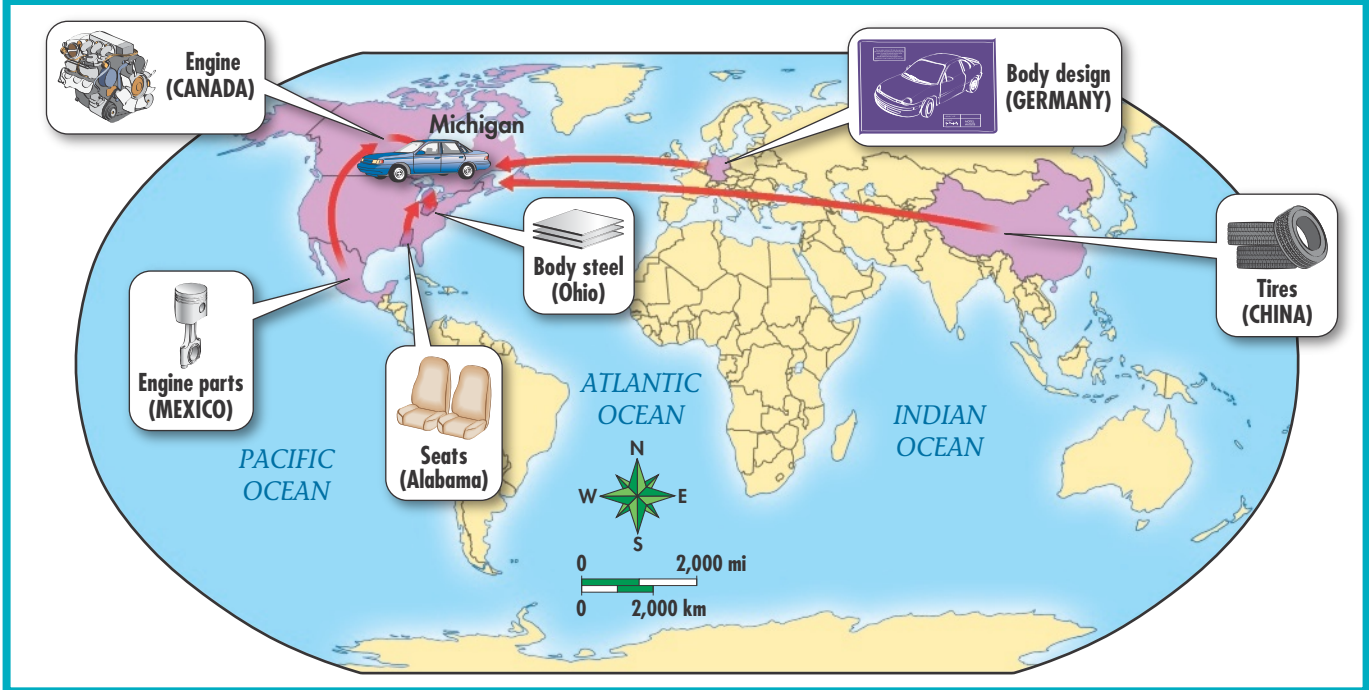 Engine
(CANADA)
Michigan
Body design
(GERMANY)
Body steel
(Ohio)
Tires
(CHINA)
Engine parts
(MEXICO)
Seats
(Alabama)
PACIFIC
OCEAN
ATLANTIC
OCEAN
INDIAN
OCEAN
N
W
E
S
0 2,000 mi
0 2,000 km